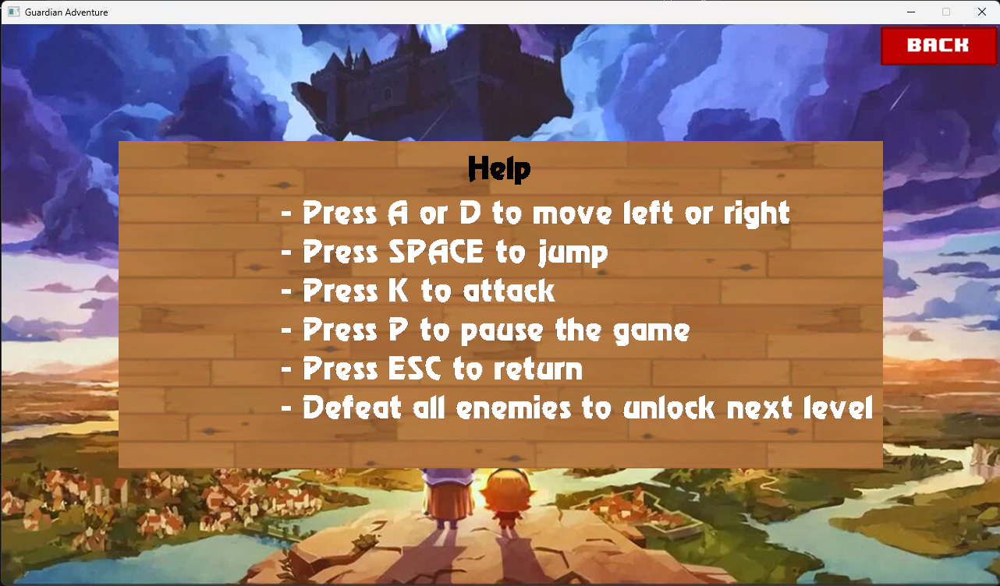 Guardian Adventure
BACK
Help
- Press A or D to move left or right
- Press SPACE to jump
- Press K to attack
- Press P to pause the game
- Press ESC to return
- Defeat all enemies to unlock next level